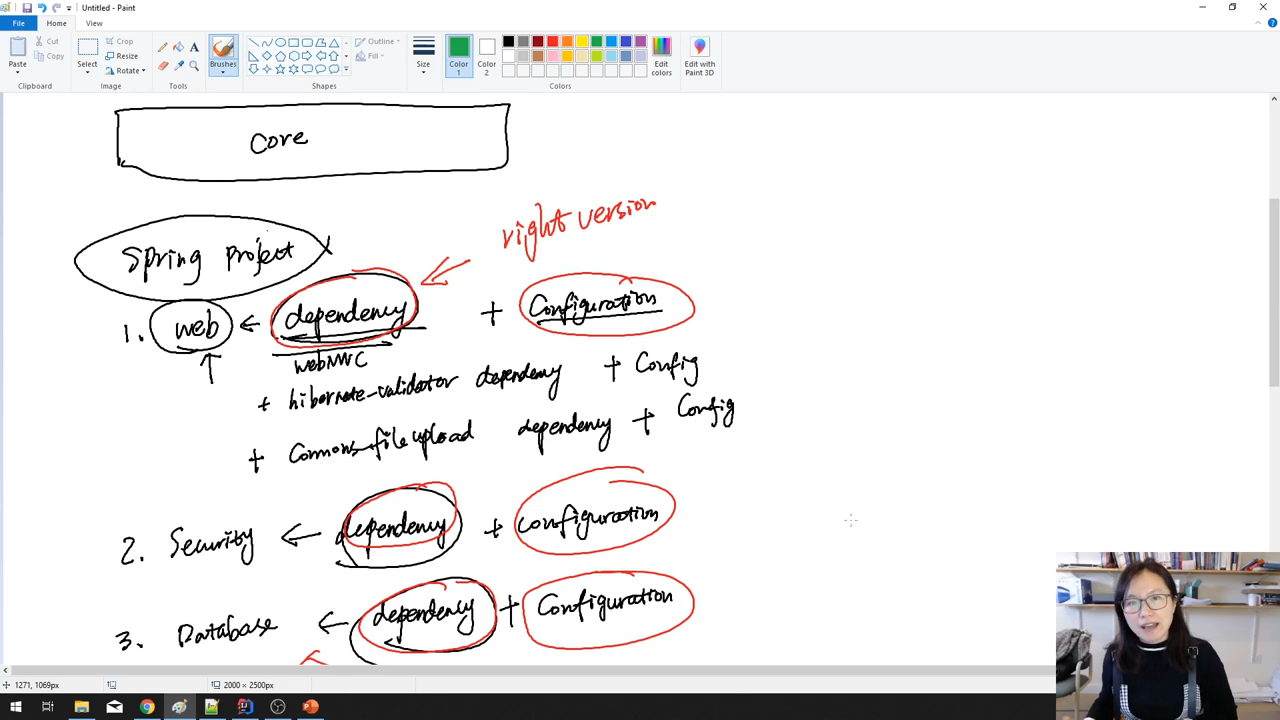 Untitled - Paint
File Home View
Paste Cut Copy Clipboard
Select Crop Resize Rotate Image
Tools
Brushes
Outline Fill Shapes
Size
Color 1 Color 2 Edit colors Edit with Paint 3D Colors
Core
right version
Spring project
1. web ← dependency + Configuration
webMVC
+ hibernate-validator dependency + Config
+ Commons-fileupload dependency + Config
2. Security ← dependency + Configuration
3. Database ← dependency + Configuration
1271, 1069px 2000 × 2500px